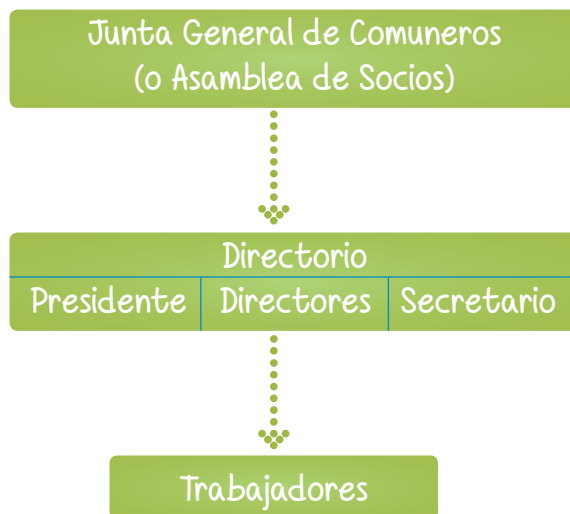 Junta General de Comuneros
(o Asamblea de Socios)
Directorio
Presidente Directores Secretario
Trabajadores